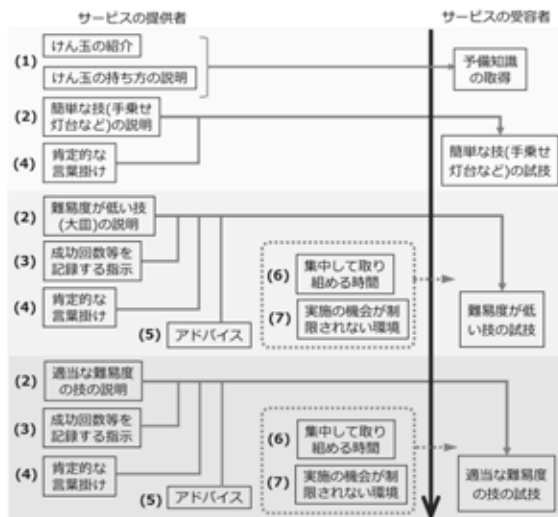 サービスの提供者
サービスの受容者
(1)
けん玉の紹介
けん玉の持ち方の説明
予備知識
の取得
(2)
簡単な技(手乗せ
灯台など)の説明
(4)
肯定的な
言葉掛け
簡単な技(手乗せ
灯台など)の試技
(2)
難易度が低い技
(大皿)の説明
(3)
成功回数等を
記録する指示
(4)
肯定的な
言葉掛け
(5)
アドバイス
(6)
集中して取り
組める時間
(7)
実施の機会が制
限されない環境
難易度が低
い技の試技
(2)
適当な難易度
の技の説明
(3)
成功回数等を
記録する指示
(4)
肯定的な
言葉掛け
(5)
アドバイス
(6)
集中して取り
組める時間
(7)
実施の機会が制
限されない環境
適当な難易度
の技の試技